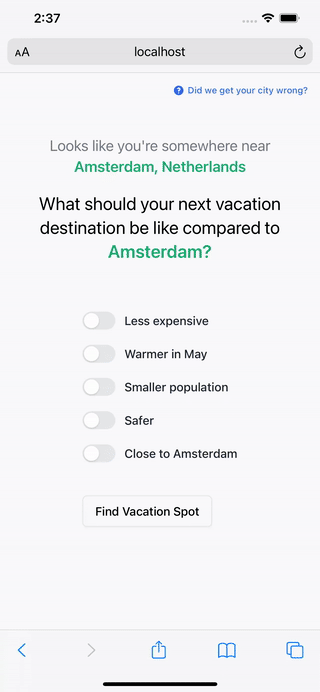 2:37
AA
localhost
Did we get your city wrong?
Looks like you're somewhere near
Amsterdam, Netherlands
What should your next vacation
destination be like compared to
Amsterdam?
Less expensive
Warmer in May
Smaller population
Safer
Close to Amsterdam
Find Vacation Spot